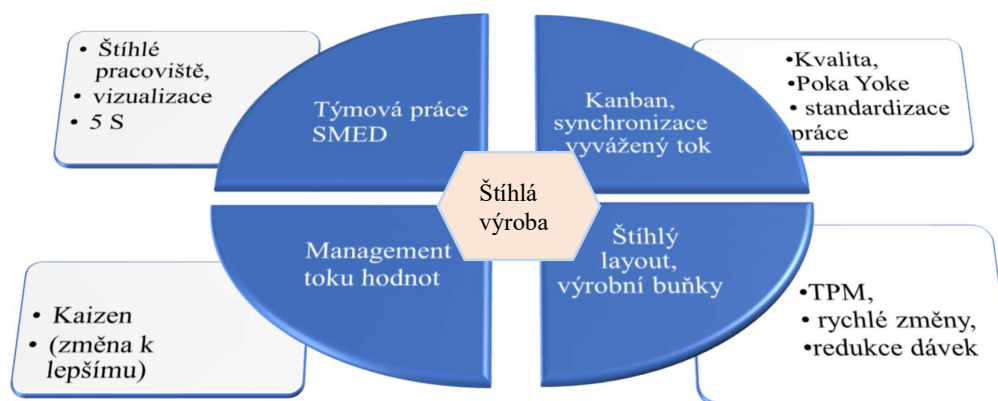 • Štíhlé
pracoviště,
• vizualizace
• 5 S
Týmová práce
SMED
Kanban,
synchronizace
vyvážený tok
•Kvalita,
•Poka Yoke
• standardizace
práce
Štíhlá
výroba
• Kaizen
• (změna k
lepšímu)
Management
toku hodnot
Štíhlý
layout,
výrobní buňky
•TPM,
• rychlé změny,
•redukce dávek